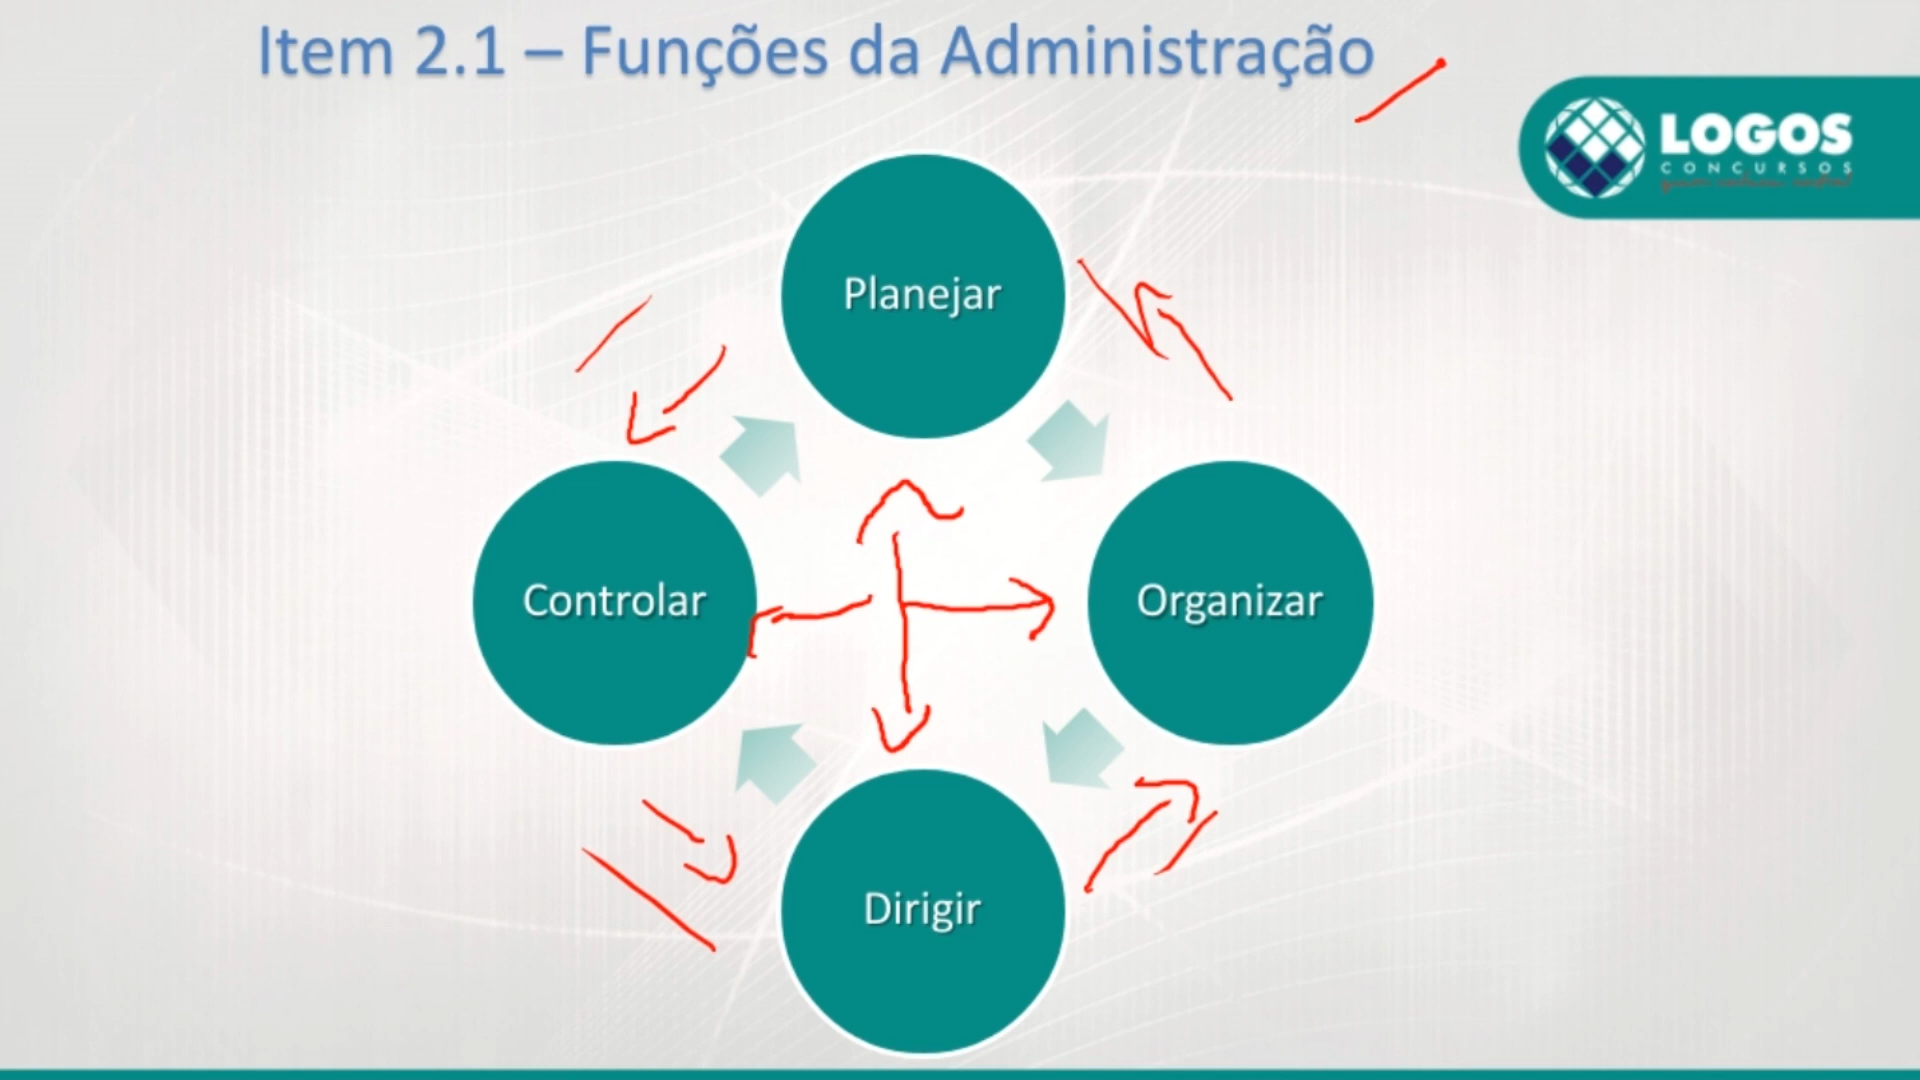 Item 2.1 – Funções da Administração
LOGOS
CONCURSOS
Planejar
Controlar
Organizar
Dirigir